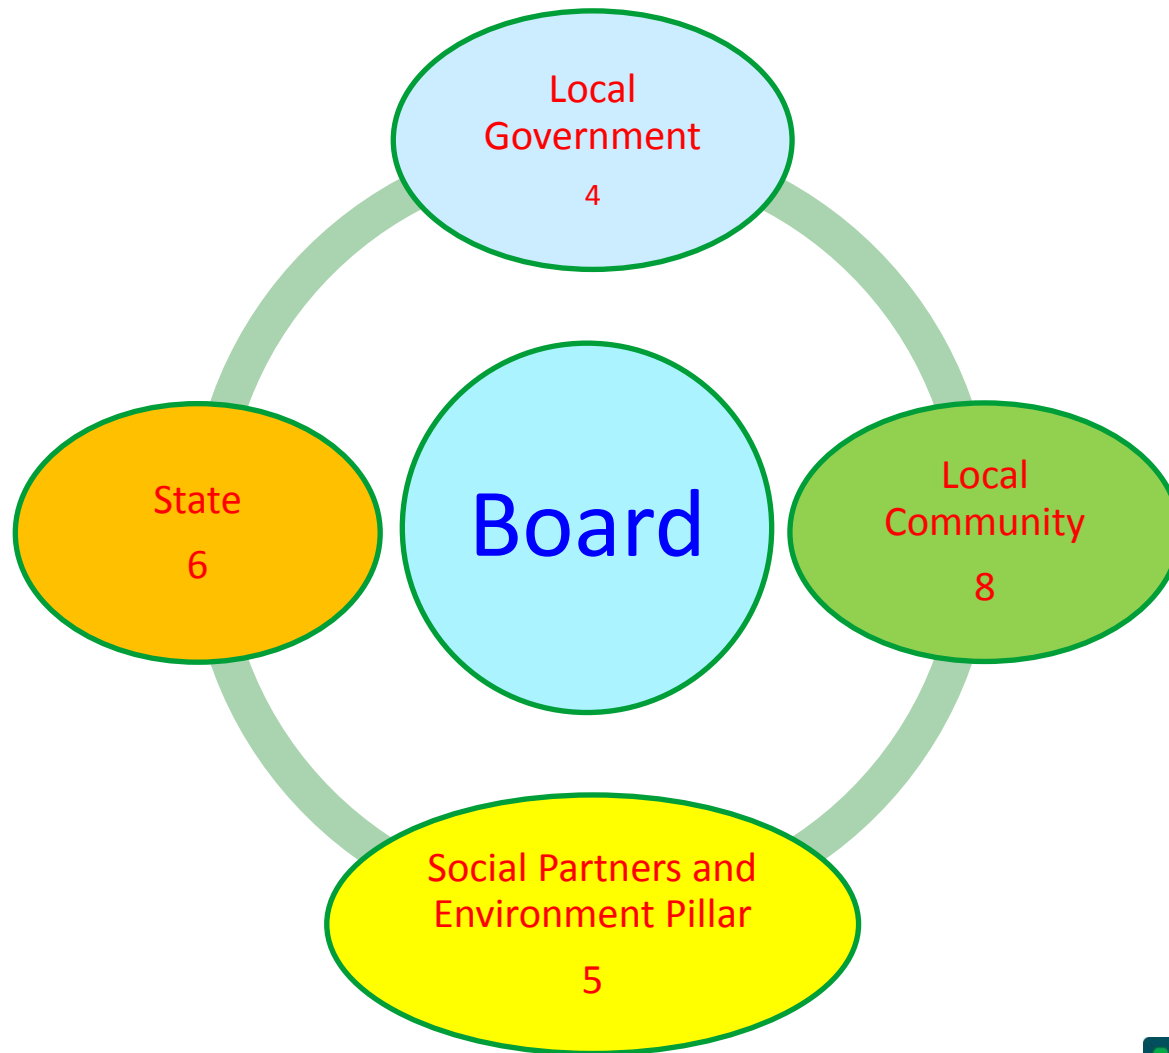 Local
Government
4
State
6
Board
Local
Community
8
Social Partners and
Environment Pillar
5